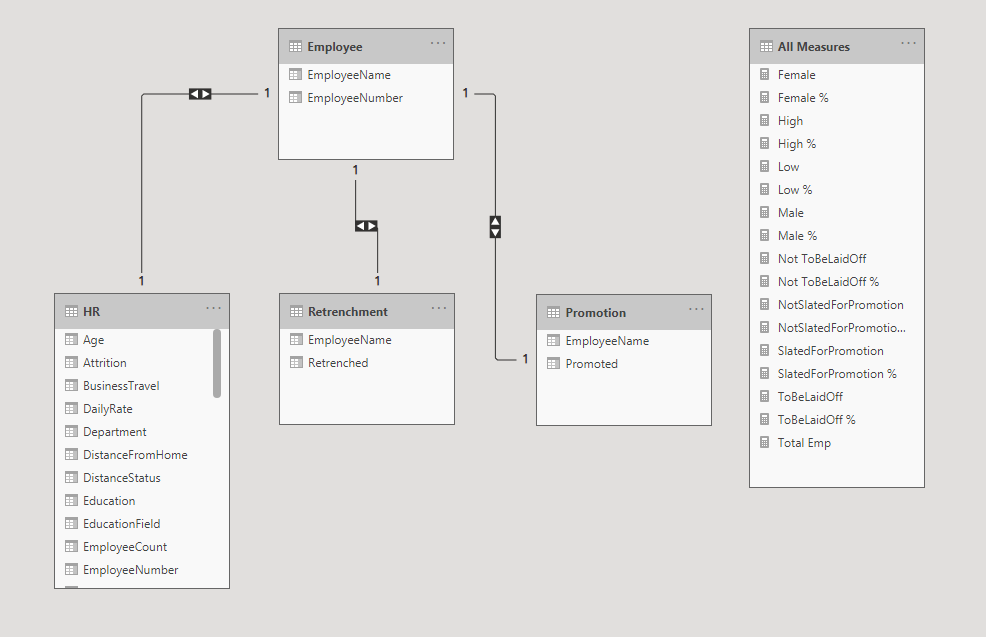 Employee
EmployeeName
EmployeeNumber
1
1
1
1
1
1
HR
Age
Attrition
BusinessTravel
DailyRate
Department
DistanceFromHome
DistanceStatus
Education
EducationField
EmployeeCount
EmployeeNumber
Retrenchment
EmployeeName
Retrenched
Promotion
EmployeeName
Promoted
All Measures
Female
Female %
High
High %
Low
Low %
Male
Male %
Not ToBeLaidOff
Not ToBeLaidOff %
NotSlatedForPromotion
NotSlatedForPromotio...
SlatedForPromotion
SlatedForPromotion %
ToBeLaidOff
ToBeLaidOff %
Total Emp